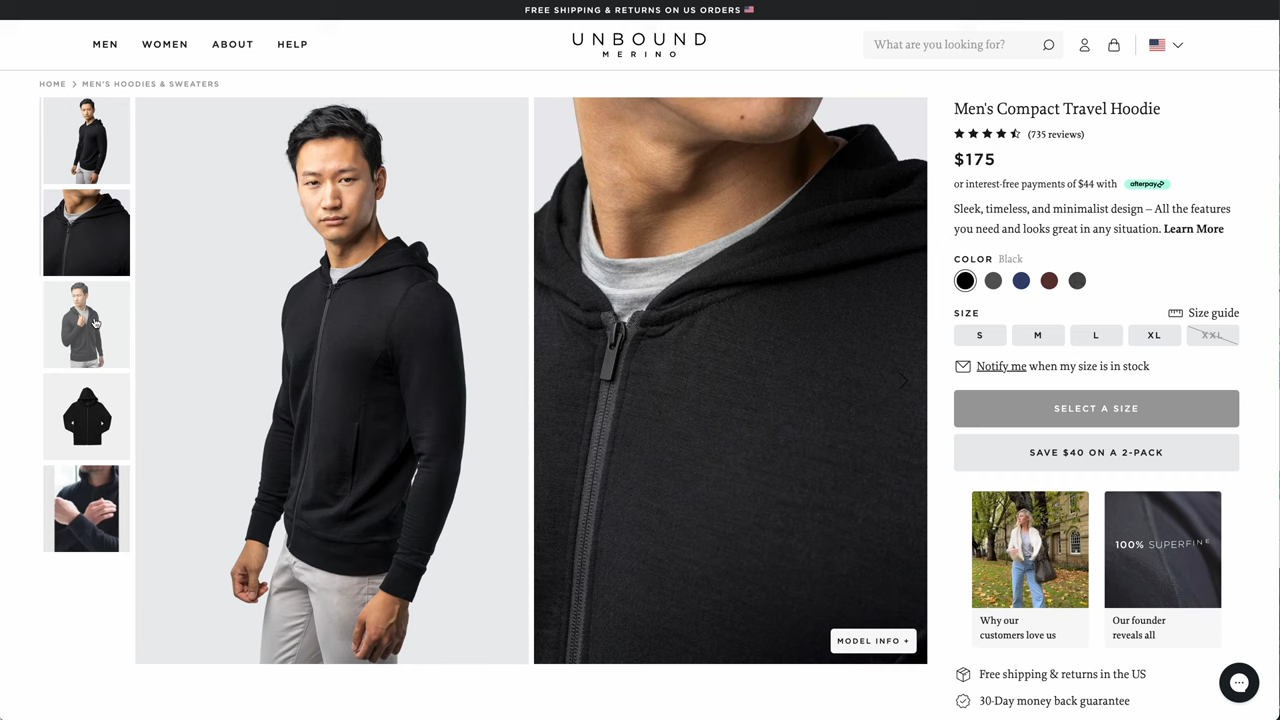 FREE SHIPPING & RETURNS ON US ORDERS 🇺🇸
MEN
WOMEN
ABOUT
HELP
UNBOUND
MERINO
What are you looking for?
HOME > MEN'S HOODIES & SWEATERS
Men's Compact Travel Hoodie
(735 reviews)
$175
or interest-free payments of $44 with afterpay
Sleek, timeless, and minimalist design – All the features
you need and looks great in any situation. Learn More
COLOR Black
SIZE
Size guide
S
M
L
XL
XXL
Notify me when my size is in stock
SELECT A SIZE
SAVE $40 ON A 2-PACK
100% SUPERFINE
Why our
customers love us
Our founder
reveals all
MODEL INFO +
Free shipping & returns in the US
30-Day money back guarantee